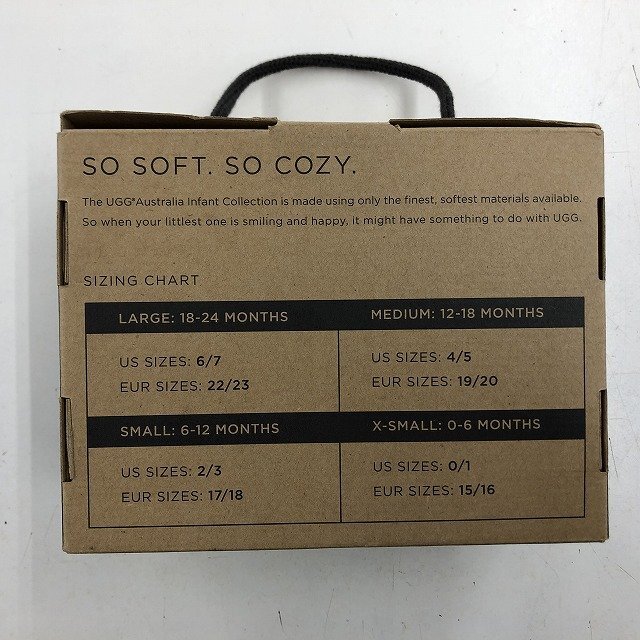 SO SOFT. SO COZY.
The UGG®Australia Infant Collection is made using only the finest, softest materials available.
So when your littlest one is smiling and happy, it might have something to do with UGG.
SIZING CHART
LARGE: 18-24 MONTHS
US SIZES: 6/7
EUR SIZES: 22/23
MEDIUM: 12-18 MONTHS
US SIZES: 4/5
EUR SIZES: 19/20
SMALL: 6-12 MONTHS
US SIZES: 2/3
EUR SIZES: 17/18
X-SMALL: 0-6 MONTHS
US SIZES: 0/1
EUR SIZES: 15/16